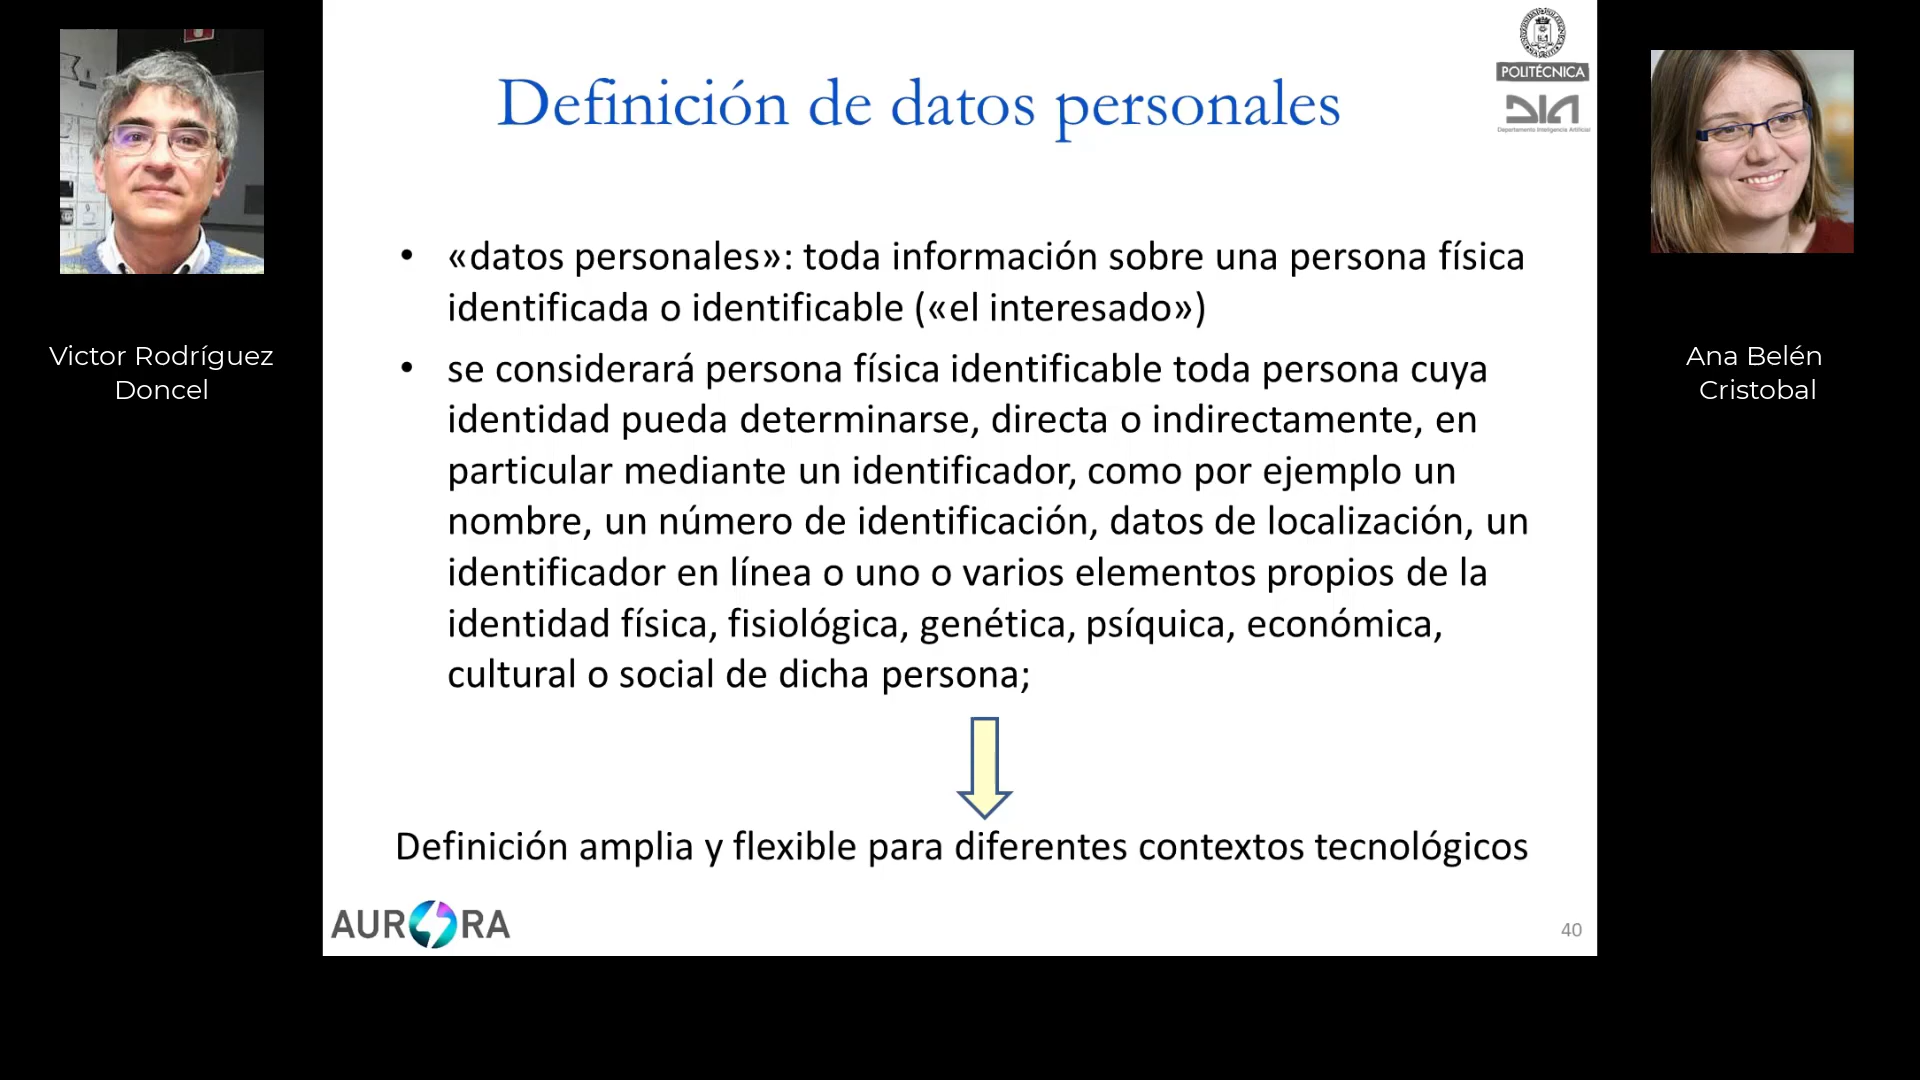 Definición de datos personales
POLITÉCNICA
Departamento Inteligencia Artificial
Victor Rodríguez
Doncel
Ana Belén
Cristobal
• «datos personales»: toda información sobre una persona física
identificada o identificable («el interesado»)
• se considerará persona física identificable toda persona cuya
identidad pueda determinarse, directa o indirectamente, en
particular mediante un identificador, como por ejemplo un
nombre, un número de identificación, datos de localización, un
identificador en línea o uno o varios elementos propios de la
identidad física, fisiológica, genética, psíquica, económica,
cultural o social de dicha persona;
Definición amplia y flexible para diferentes contextos tecnológicos
AURORA
40